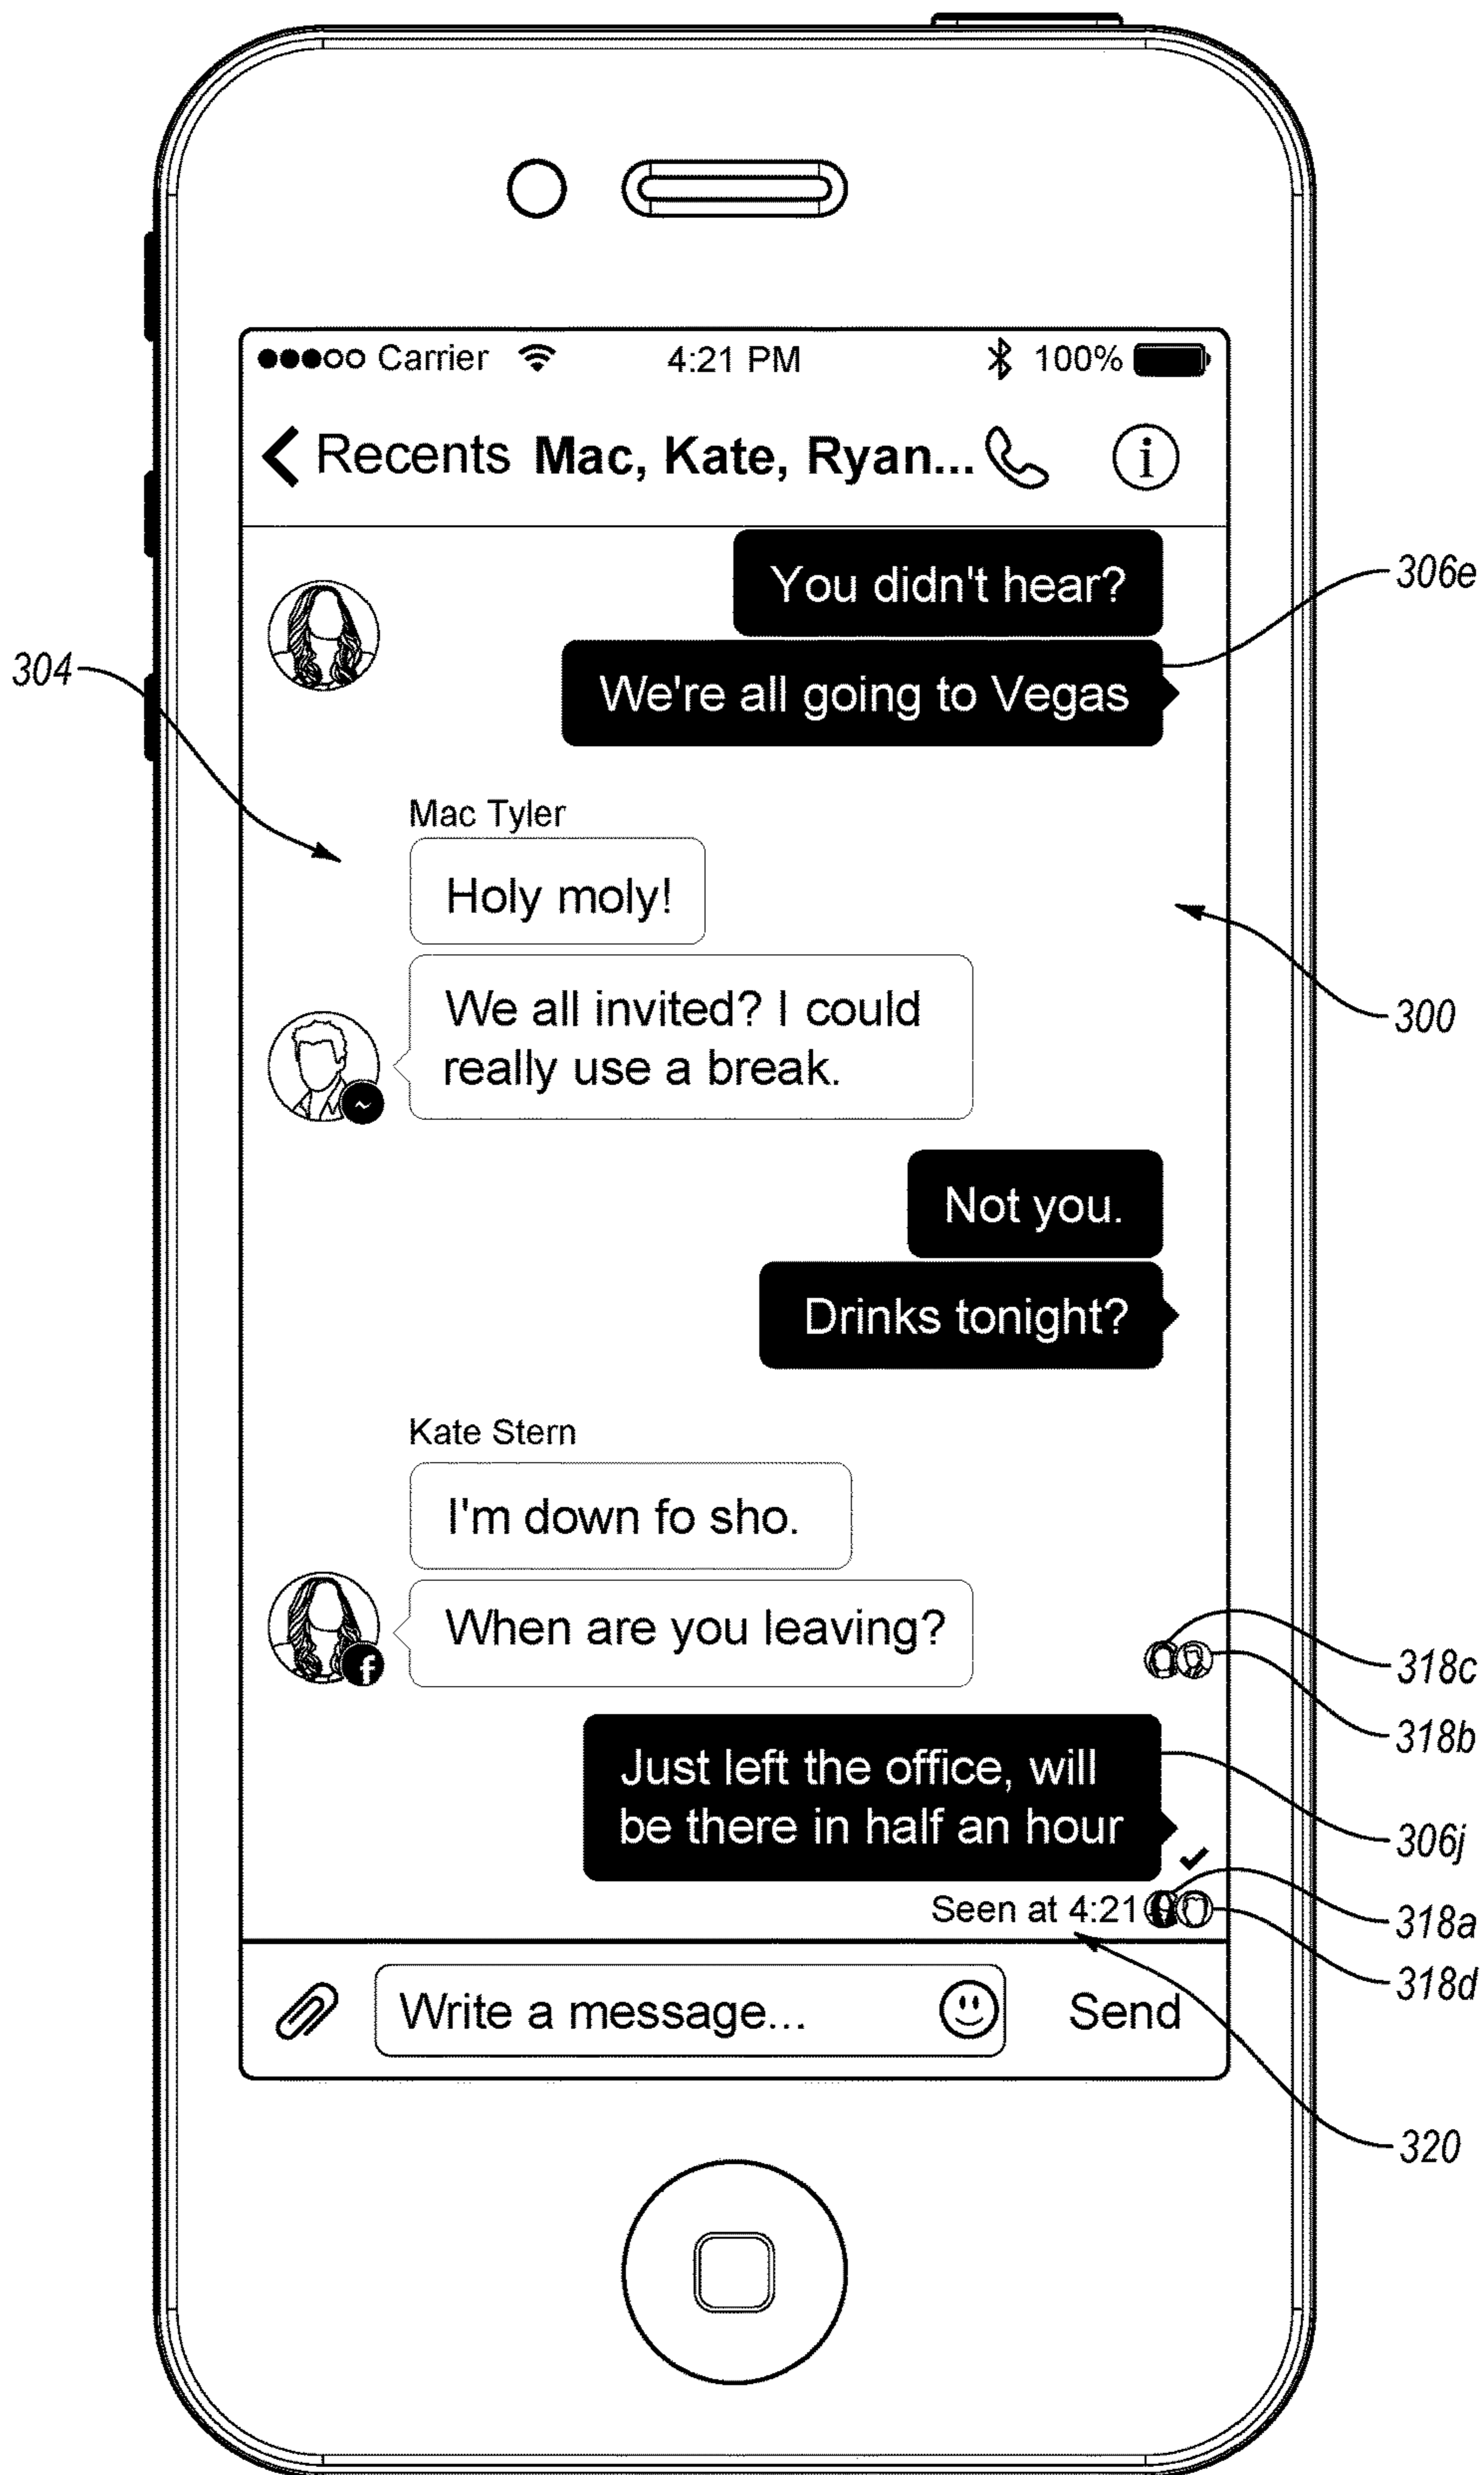 Carrier 4:21 PM 100%
Recents Mac, Kate, Ryan...
You didn't hear?
306e
We're all going to Vegas
304
Mac Tyler
Holy moly!
We all invited? I could
really use a break.
300
Not you.
Drinks tonight?
Kate Stern
I'm down fo sho.
When are you leaving?
318c
318b
Just left the office, will
be there in half an hour
306j
Seen at 4:21
318a
318d
Write a message... Send
320